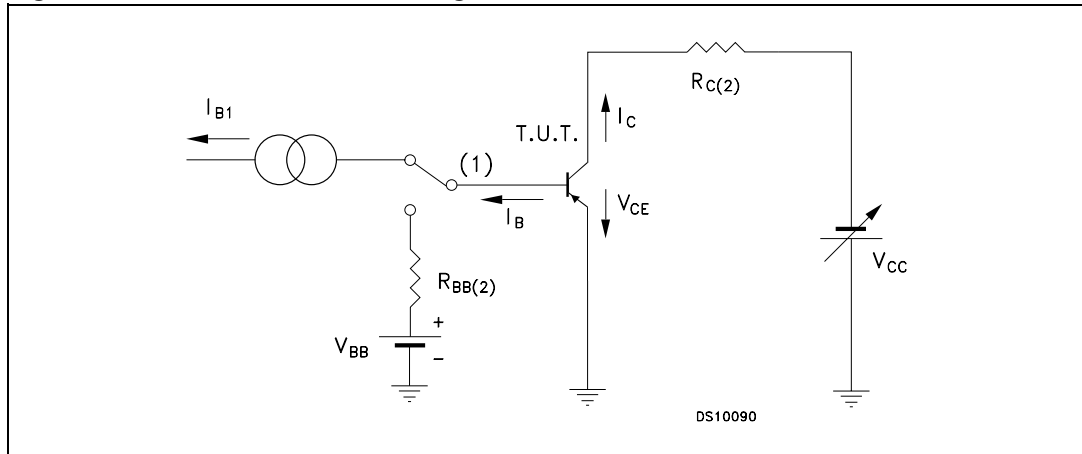 I_B1
T.U.T.
I_C
R_C(2)
(1)
I_B
V_CE
R_BB(2)
V_CC
+
V_BB
-
DS10090